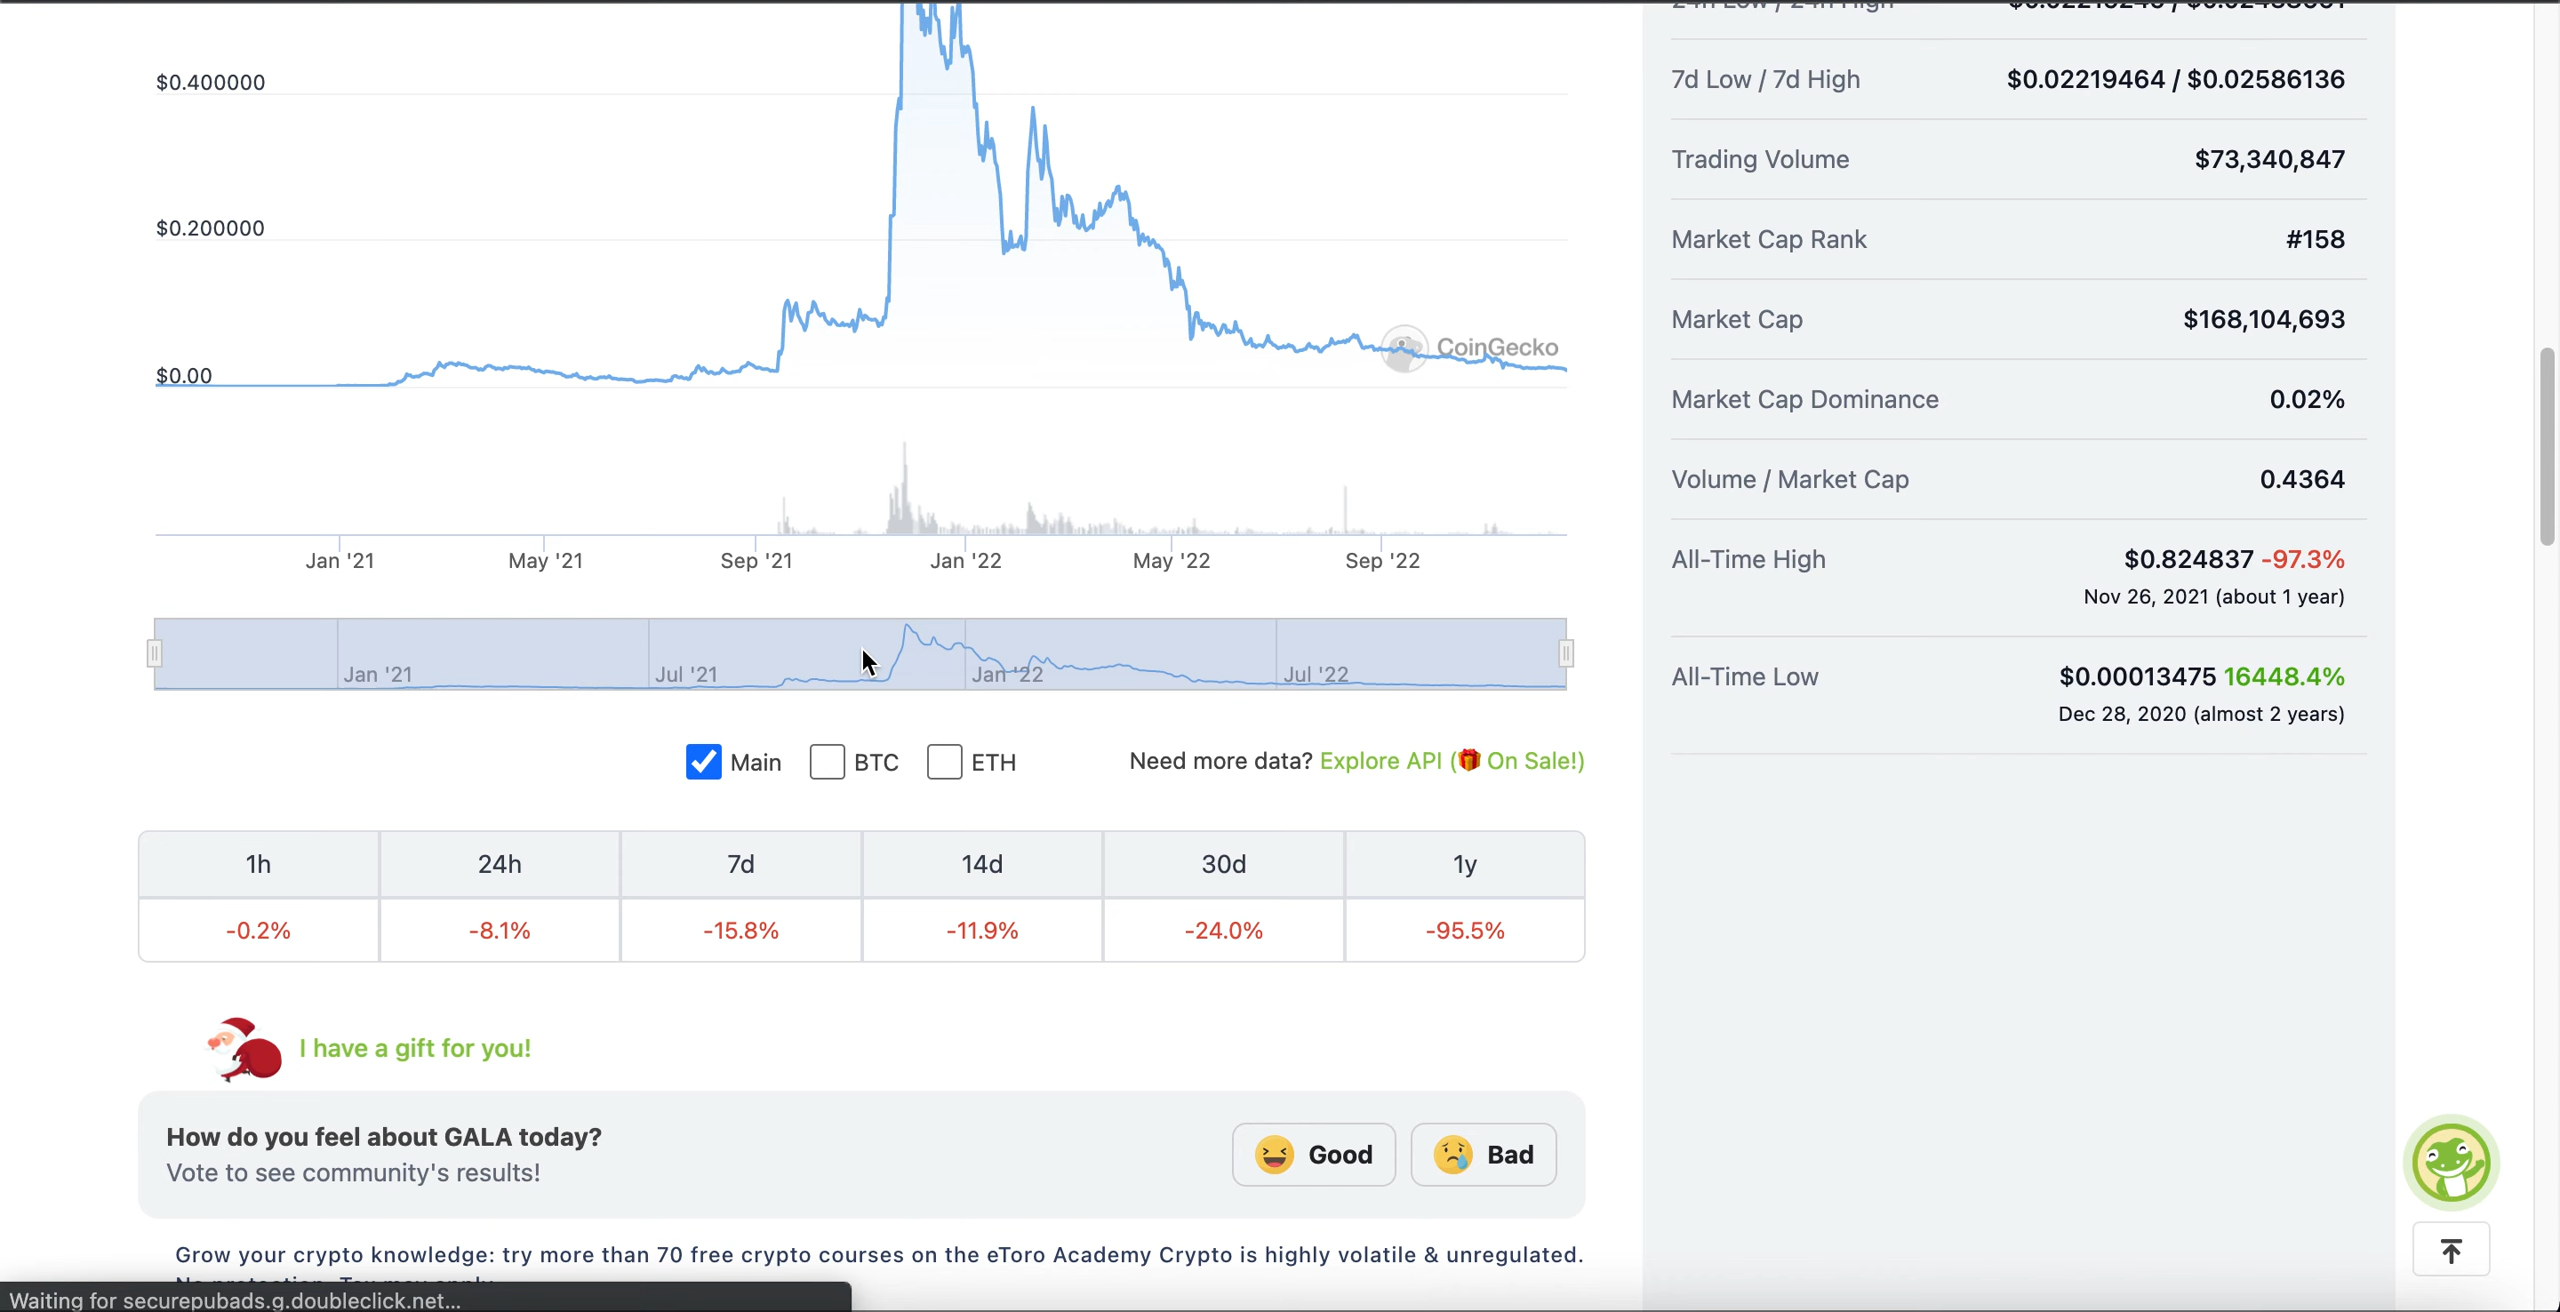 $0.400000
$0.200000
$0.00
CoinGecko
Jan '21
May '21
Sep '21
Jan '22
May '22
Sep '22
Jan '21
Jul '21
Jan '22
Jul '22
Main
BTC
ETH
Need more data? Explore API (🎁 On Sale!)
1h 24h 7d 14d 30d 1y
-0.2% -8.1% -15.8% -11.9% -24.0% -95.5%
I have a gift for you!
How do you feel about GALA today?
Vote to see community's results!
Good
Bad
Grow your crypto knowledge: try more than 70 free crypto courses on the eToro Academy Crypto is highly volatile & unregulated.
Waiting for securepubads.g.doubleclick.net...
7d Low / 7d High $0.02219464 / $0.02586136
Trading Volume $73,340,847
Market Cap Rank #158
Market Cap $168,104,693
Market Cap Dominance 0.02%
Volume / Market Cap 0.4364
All-Time High $0.824837 -97.3%
Nov 26, 2021 (about 1 year)
All-Time Low $0.00013475 16448.4%
Dec 28, 2020 (almost 2 years)